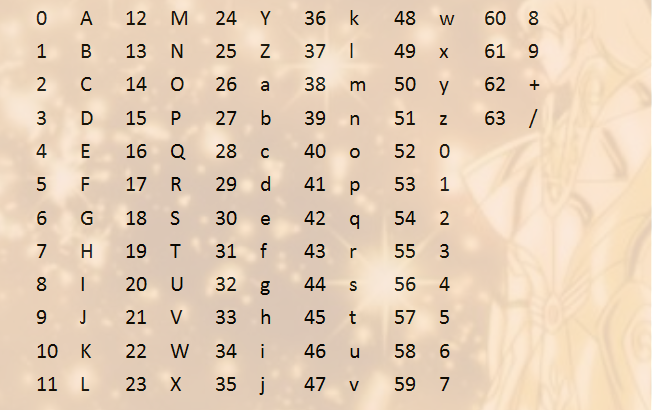 0 A 12 M 24 Y 36 k 48 w 60 8
1 B 13 N 25 Z 37 l 49 x 61 9
2 C 14 O 26 a 38 m 50 y 62 +
3 D 15 P 27 b 39 n 51 z 63 /
4 E 16 Q 28 c 40 o 52 0
5 F 17 R 29 d 41 p 53 1
6 G 18 S 30 e 42 q 54 2
7 H 19 T 31 f 43 r 55 3
8 I 20 U 32 g 44 s 56 4
9 J 21 V 33 h 45 t 57 5
10 K 22 W 34 i 46 u 58 6
11 L 23 X 35 j 47 v 59 7